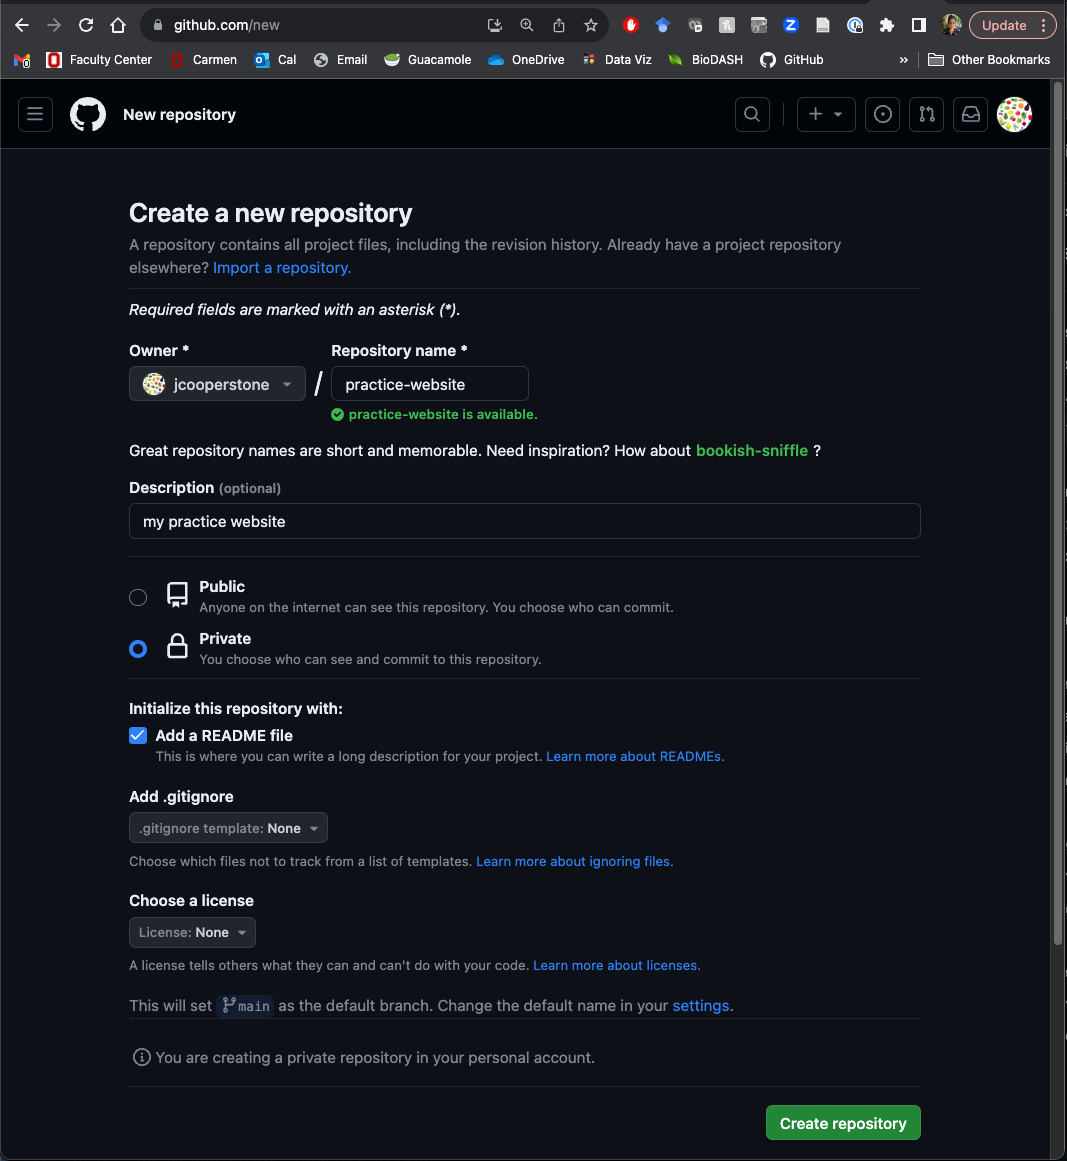 github.com/new
Update
Faculty Center
Carmen
Cal
Email
Guacamole
OneDrive
Data Viz
BioDASH
GitHub
»
Other Bookmarks
New repository
Create a new repository
A repository contains all project files, including the revision history. Already have a project repository
elsewhere? Import a repository.
Required fields are marked with an asterisk (*).
Owner *
Repository name *
jcooperstone
/
practice-website
practice-website is available.
Great repository names are short and memorable. Need inspiration? How about bookish-sniffle ?
Description (optional)
my practice website
Public
Anyone on the internet can see this repository. You choose who can commit.
Private
You choose who can see and commit to this repository.
Initialize this repository with:
Add a README file
This is where you can write a long description for your project. Learn more about READMEs.
Add .gitignore
.gitignore template: None
Choose which files not to track from a list of templates. Learn more about ignoring files.
Choose a license
License: None
A license tells others what they can and can't do with your code. Learn more about licenses.
This will set main as the default branch. Change the default name in your settings.
You are creating a private repository in your personal account.
Create repository